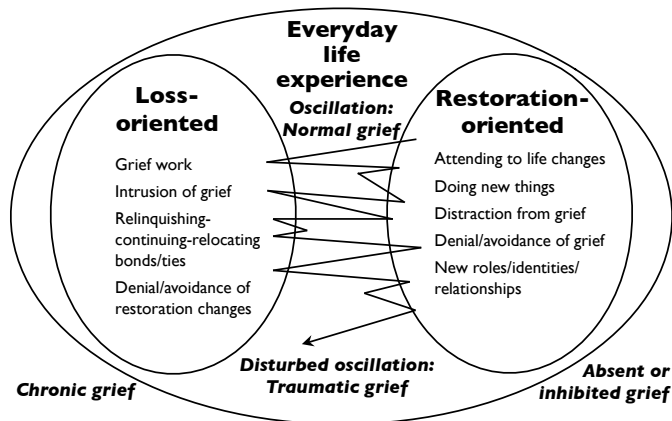 Everyday
life
experience
Oscillation:
Normal grief
Loss-
oriented
Grief work
Intrusion of grief
Relinquishing-
continuing-relocating
bonds/ties
Denial/avoidance of
restoration changes
Restoration-
oriented
Attending to life changes
Doing new things
Distraction from grief
Denial/avoidance of grief
New roles/identities/
relationships
Disturbed oscillation:
Traumatic grief
Chronic grief
Absent or
inhibited grief